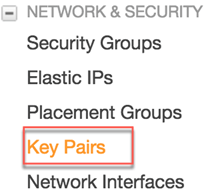 NETWORK & SECURITY
Security Groups
Elastic IPs
Placement Groups
Key Pairs
Network Interfaces